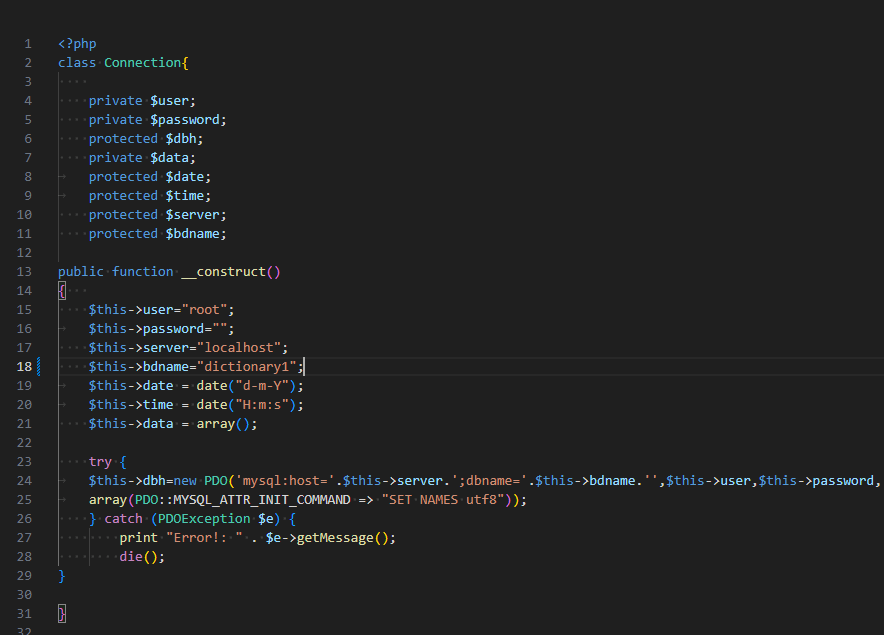 1 <?php
2 class Connection{
3
4 private $user;
5 private $password;
6 protected $dbh;
7 private $data;
8 protected $date;
9 protected $time;
10 protected $server;
11 protected $bdname;
12
13 public function __construct()
14 {
15 $this->user="root";
16 $this->password="";
17 $this->server="localhost";
18 $this->bdname="dictionary1";
19 $this->date = date("d-m-Y");
20 $this->time = date("H:m:s");
21 $this->data = array();
22
23 try {
24 $this->dbh=new PDO('mysql:host='.$this->server.';dbname='.$this->bdname.'',$this->user,$this->password,
25 array(PDO::MYSQL_ATTR_INIT_COMMAND => "SET NAMES utf8"));
26 } catch (PDOException $e) {
27 print "Error!: " . $e->getMessage();
28 die();
29 }
30
31 }
32